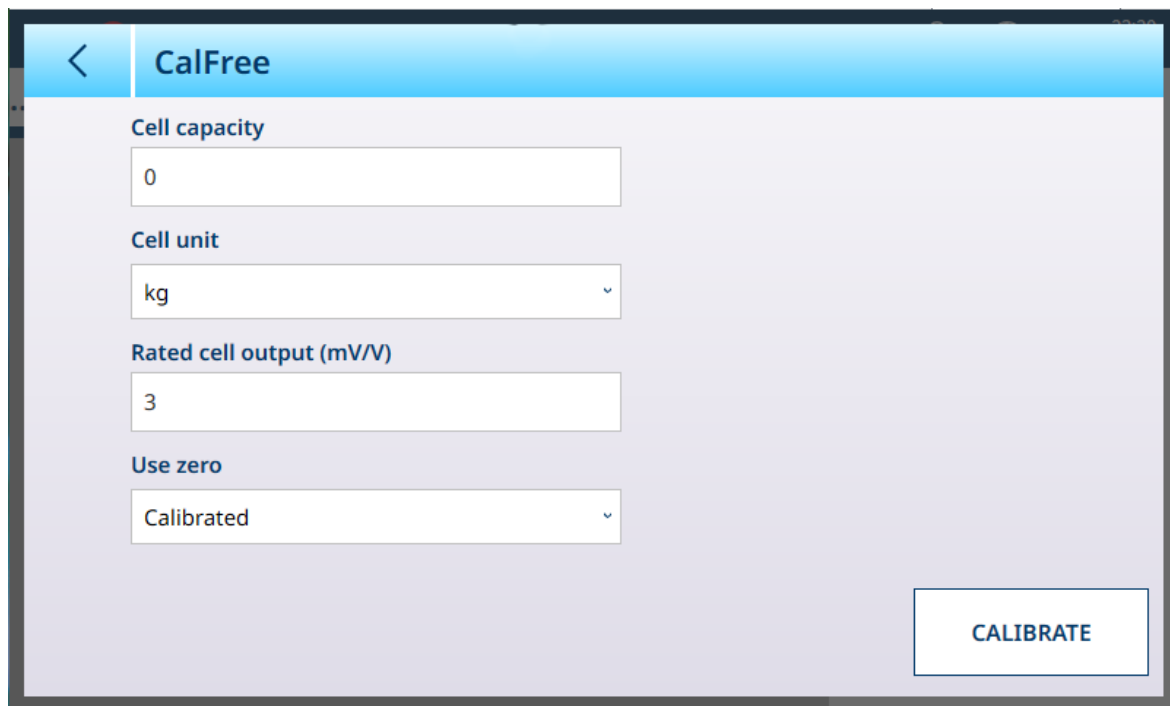 CalFree
Cell capacity
0
Cell unit
kg
Rated cell output (mV/V)
3
Use zero
Calibrated
CALIBRATE